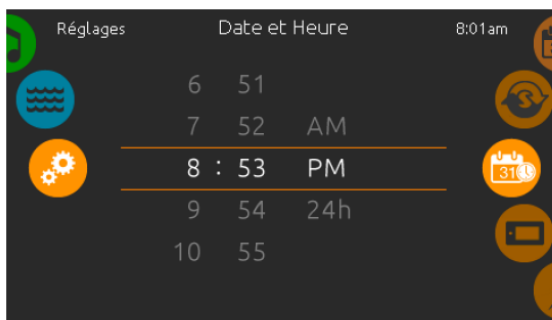 Réglages Date et Heure 8:01am
6 51
7 52 AM
8 : 53 PM
9 54 24h
10 55
31